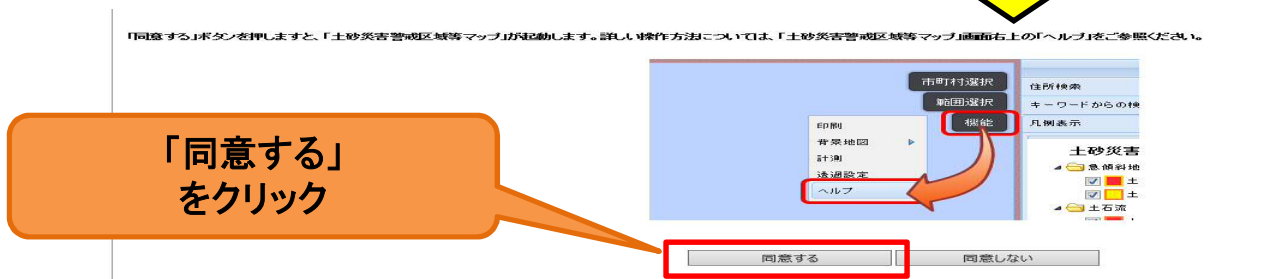 「同意する」ボタンを押しますと、「土砂災害警戒区域等マップ」が起動します。詳しい操作方法については、「土砂災害警戒区域等マップ」画面右上の「ヘルプ」をご参照ください。
市町村選択
範囲選択
機能
印刷
背景地図
計測
透過設定
ヘルプ
住所検索
キーワードからの検
凡例表示
土砂災害
急傾斜地
土
土
土石流
「同意する」
をクリック
同意する
同意しない